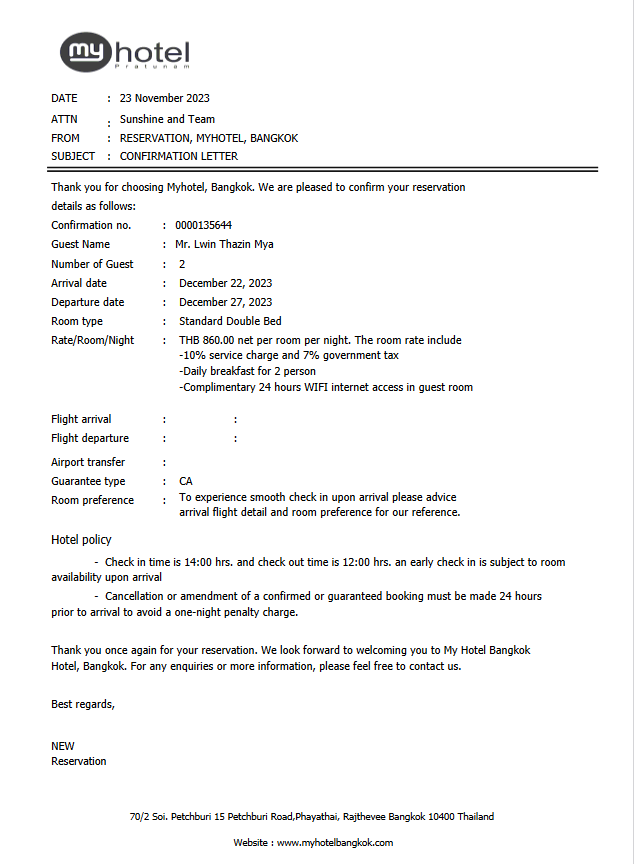 my hotel
Pratunam
DATE : 23 November 2023
ATTN : Sunshine and Team
FROM : RESERVATION, MYHOTEL, BANGKOK
SUBJECT : CONFIRMATION LETTER
Thank you for choosing Myhotel, Bangkok. We are pleased to confirm your reservation
details as follows:
Confirmation no. : 0000135644
Guest Name : Mr. Lwin Thazin Mya
Number of Guest : 2
Arrival date : December 22, 2023
Departure date : December 27, 2023
Room type : Standard Double Bed
Rate/Room/Night : THB 860.00 net per room per night. The room rate include
-10% service charge and 7% government tax
-Daily breakfast for 2 person
-Complimentary 24 hours WIFI internet access in guest room
Flight arrival : :
Flight departure : :
Airport transfer :
Guarantee type : CA
Room preference : To experience smooth check in upon arrival please advice
arrival flight detail and room preference for our reference.
Hotel policy
- Check in time is 14:00 hrs. and check out time is 12:00 hrs. an early check in is subject to room
availability upon arrival
- Cancellation or amendment of a confirmed or guaranteed booking must be made 24 hours
prior to arrival to avoid a one-night penalty charge.
Thank you once again for your reservation. We look forward to welcoming you to My Hotel Bangkok
Hotel, Bangkok. For any enquiries or more information, please feel free to contact us.
Best regards,
NEW
Reservation
70/2 Soi. Petchburi 15 Petchburi Road,Phayathai, Rajthevee Bangkok 10400 Thailand
Website : www.myhotelbangkok.com